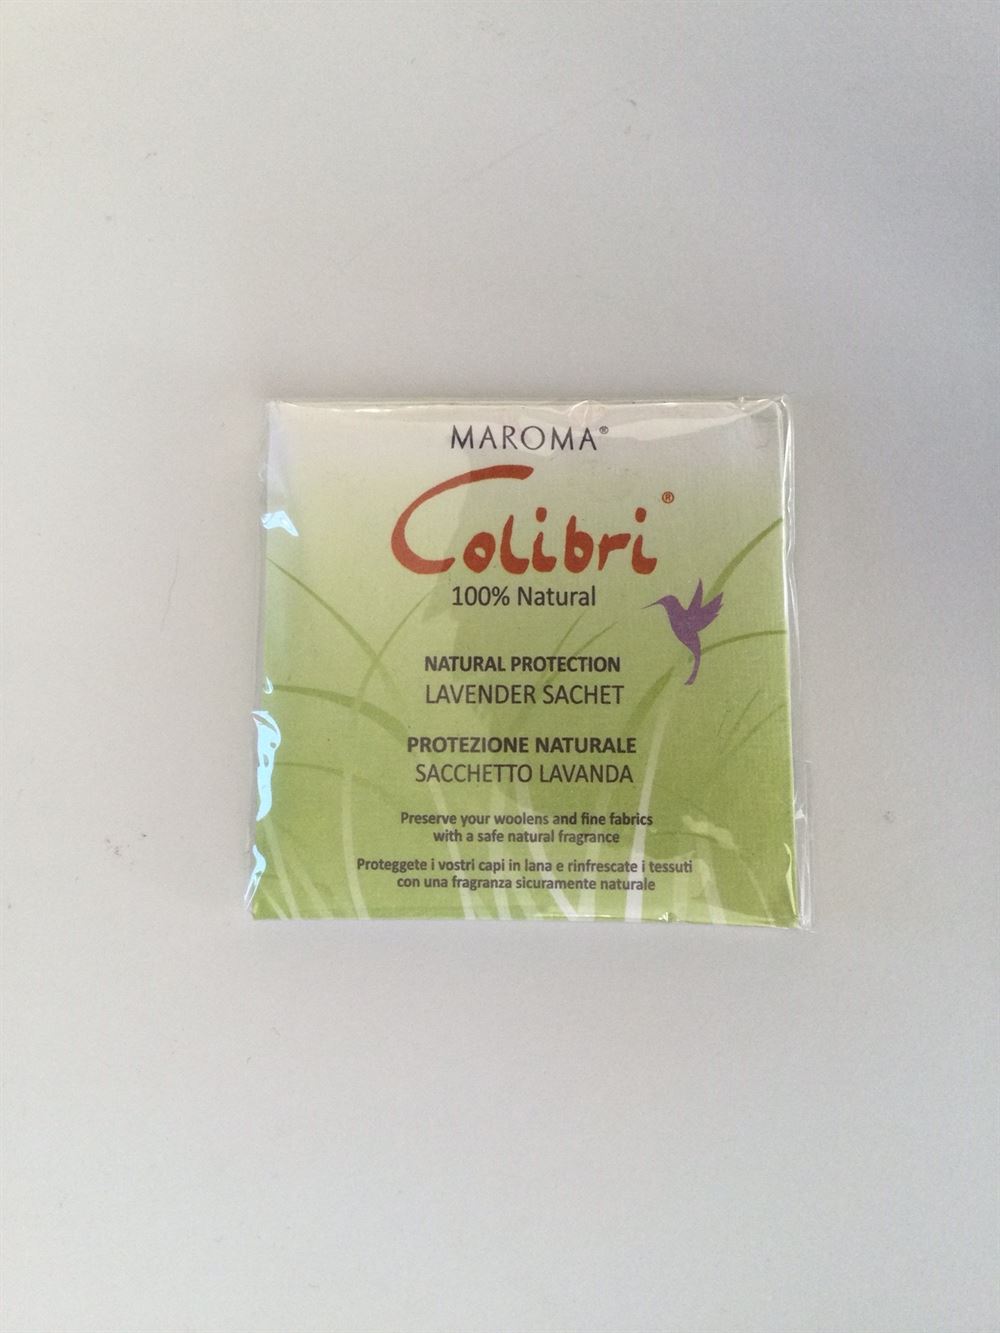 MAROMA®
Colibri®
100% Natural
NATURAL PROTECTION
LAVENDER SACHET
PROTEZIONE NATURALE
SACCHETTO LAVANDA
Preserve your woolens and fine fabrics
with a safe natural fragrance
Proteggete i vostri capi in lana e rinfrescate i tessuti
con una fragranza sicuramente naturale